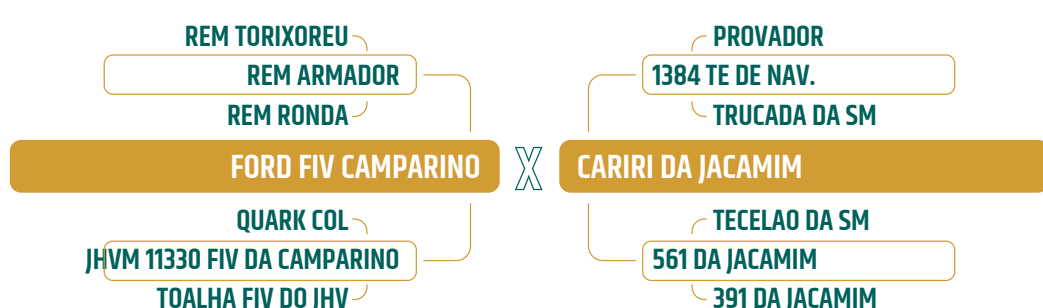 REM TORIXOREU
REM ARMADOR
REM RONDA
FORD FIV CAMPARINO
QUARK COL
JHVM 11330 FIV DA CAMPARINO
TOALHA FIV DO JHV
X
PROVADOR
1384 TE DE NAV.
TRUCADA DA SM
CARIRI DA JACAMIM
TECELAO DA SM
561 DA JACAMIM
391 DA JACAMIM